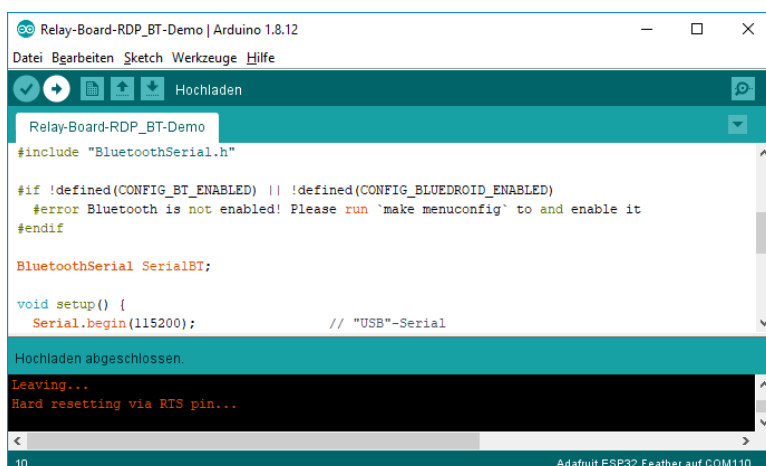 Relay-Board-RDP_BT-Demo | Arduino 1.8.12
Datei Bearbeiten Sketch Werkzeuge Hilfe
Hochladen
Relay-Board-RDP_BT-Demo
#include "BluetoothSerial.h"
#if !defined(CONFIG_BT_ENABLED) || !defined(CONFIG_BLUEDROID_ENABLED)
#error Bluetooth is not enabled! Please run `make menuconfig` to and enable it
#endif
BluetoothSerial SerialBT;
void setup() {
Serial.begin(115200); // "USB"-Serial
Hochladen abgeschlossen.
Leaving...
Hard resetting via RTS pin...
10 Adafruit ESP32 Feather auf COM110